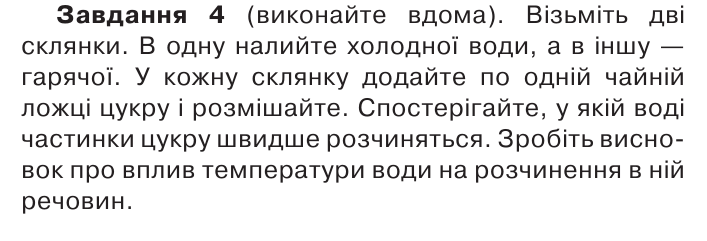 Завдання 4 (виконайте вдома). Візьміть дві
склянки. В одну налийте холодної води, а в іншу —
гарячої. У кожну склянку додайте по одній чайній
ложці цукру і розмішайте. Спостерігайте, у якій воді
частинки цукру швидше розчиняться. Зробіть висно-
вок про вплив температури води на розчинення в ній
речовин.